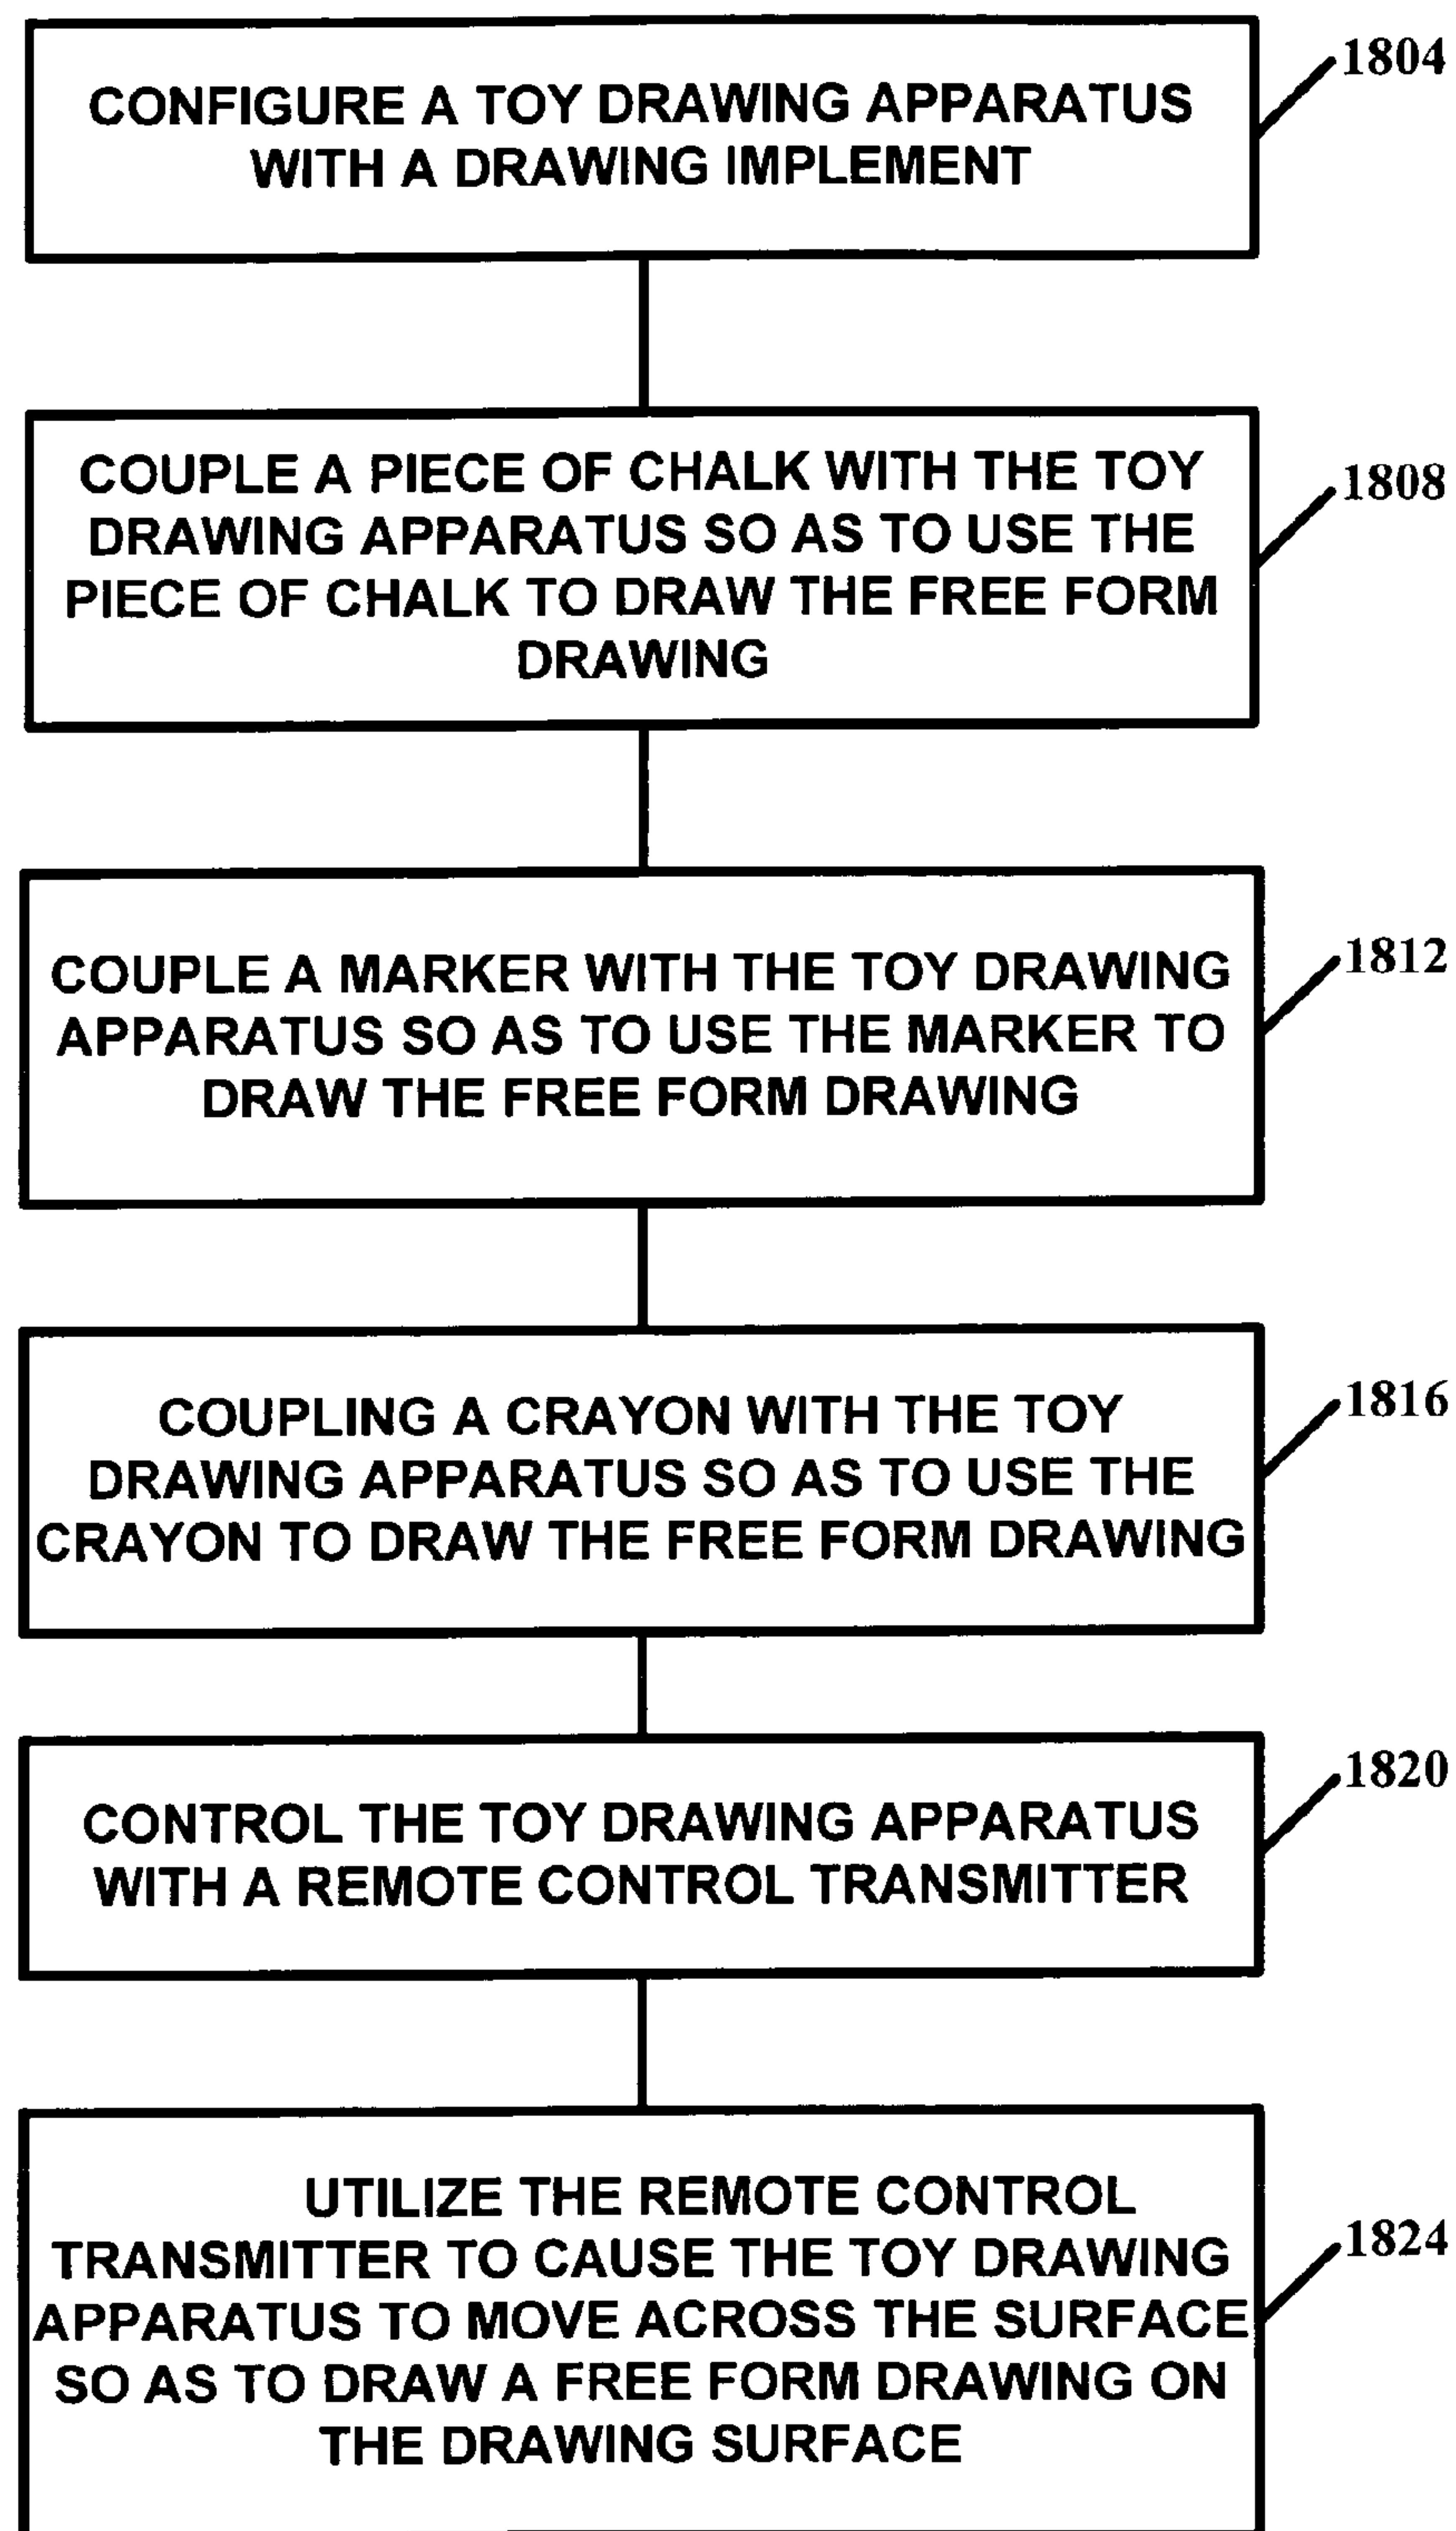 1804
CONFIGURE A TOY DRAWING APPARATUS
WITH A DRAWING IMPLEMENT
1808
COUPLE A PIECE OF CHALK WITH THE TOY
DRAWING APPARATUS SO AS TO USE THE
PIECE OF CHALK TO DRAW THE FREE FORM
DRAWING
1812
COUPLE A MARKER WITH THE TOY DRAWING
APPARATUS SO AS TO USE THE MARKER TO
DRAW THE FREE FORM DRAWING
1816
COUPLING A CRAYON WITH THE TOY
DRAWING APPARATUS SO AS TO USE THE
CRAYON TO DRAW THE FREE FORM DRAWING
1820
CONTROL THE TOY DRAWING APPARATUS
WITH A REMOTE CONTROL TRANSMITTER
1824
UTILIZE THE REMOTE CONTROL
TRANSMITTER TO CAUSE THE TOY DRAWING
APPARATUS TO MOVE ACROSS THE SURFACE
SO AS TO DRAW A FREE FORM DRAWING ON
THE DRAWING SURFACE